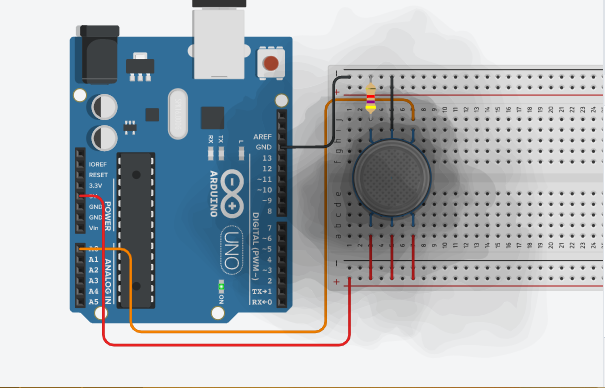 AREF
GND
13
12
~11
~10
~9
8
7
~6
~5
4
~3
2
TX→1
RX←0
DIGITAL (PWM~)
RX
TX
L
ARDUINO
UNO
ON
IOREF
RESET
3.3V
5V
GND
GND
Vin
POWER
A0
A1
A2
A3
A4
A5
ANALOG IN